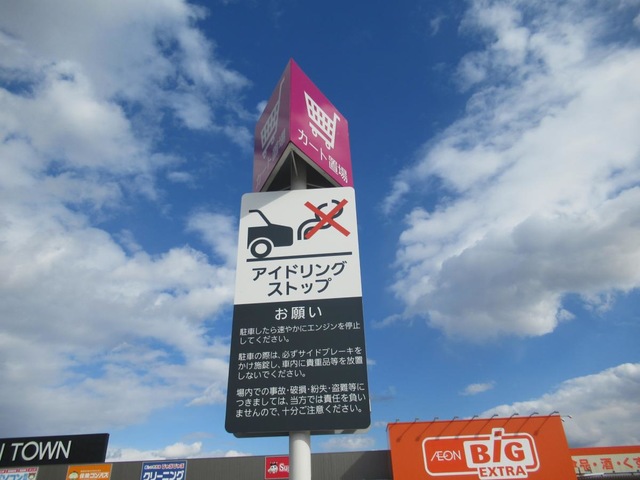 カート置場
アイドリング
ストップ
お願い
駐車したら速やかにエンジンを停止
してください。
駐車の際は、必ずサイドブレーキを
かけ施錠し、車内に貴重品等を放置
しないでください。
場内での事故・破損・紛失・盗難等に
つきましては、当方では責任を負い
ませんので、十分ご注意ください。
TOWN
クリーニング
ÆON
BiG
EXTRA
品・酒・くす